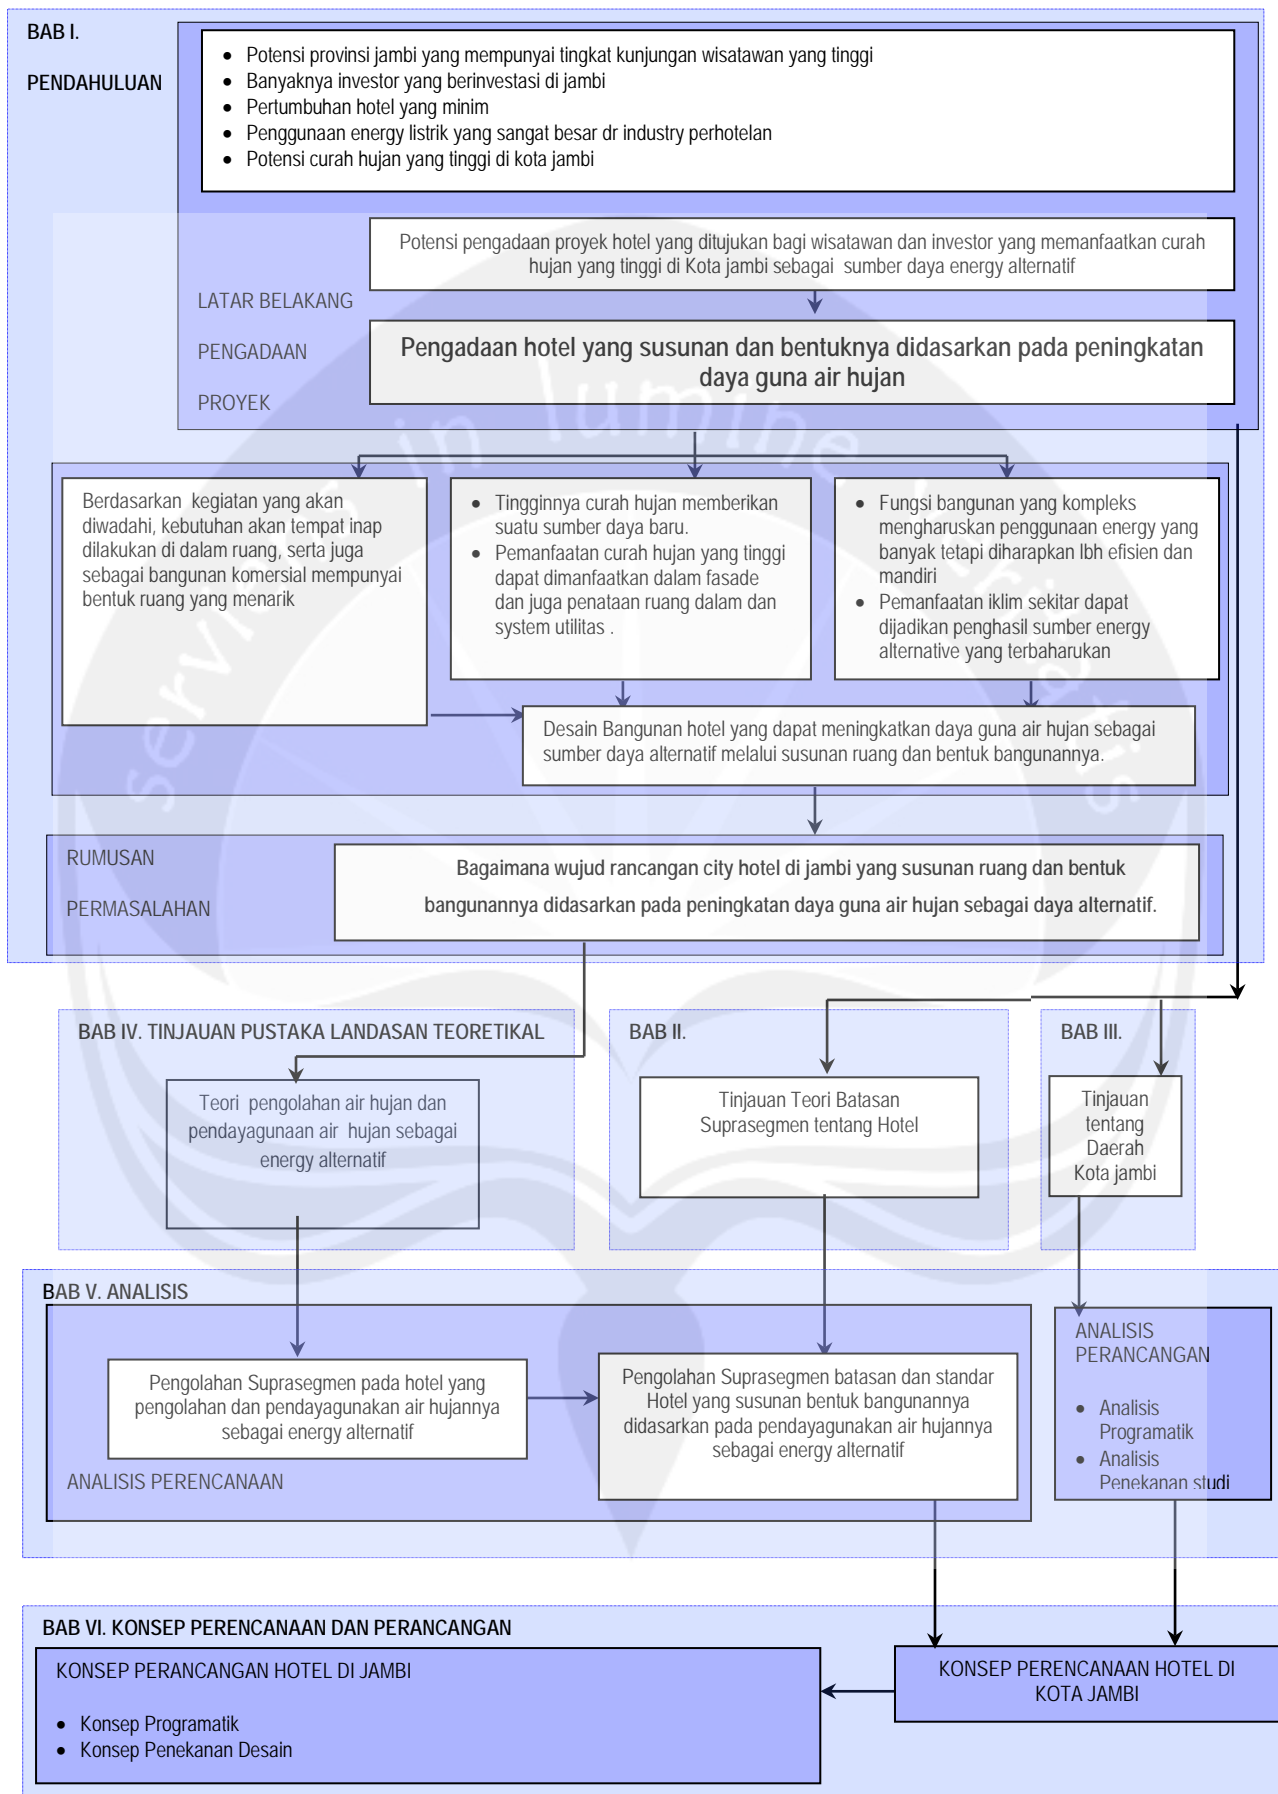 BAB I.
PENDAHULUAN
• Potensi provinsi jambi yang mempunyai tingkat kunjungan wisatawan yang tinggi
• Banyaknya investor yang berinvestasi di jambi
• Pertumbuhan hotel yang minim
• Penggunaan energy listrik yang sangat besar dr industry perhotelan
• Potensi curah hujan yang tinggi di kota jambi
Potensi pengadaan proyek hotel yang ditujukan bagi wisatawan dan investor yang memanfaatkan curah
hujan yang tinggi di Kota jambi sebagai sumber daya energy alternatif
LATAR BELAKANG
PENGADAAN
PROYEK
Pengadaan hotel yang susunan dan bentuknya didasarkan pada peningkatan
daya guna air hujan
Berdasarkan kegiatan yang akan
diwadahi, kebutuhan akan tempat inap
dilakukan di dalam ruang, serta juga
sebagai bangunan komersial mempunyai
bentuk ruang yang menarik
• Tingginnya curah hujan memberikan
suatu sumber daya baru.
• Pemanfaatan curah hujan yang tinggi
dapat dimanfaatkan dalam fasade
dan juga penataan ruang dalam dan
system utilitas .
• Fungsi bangunan yang kompleks
mengharuskan penggunaan energy yang
banyak tetapi diharapkan lbh efisien dan
mandiri
• Pemanfaatan iklim sekitar dapat
dijadikan penghasil sumber energy
alternative yang terbaharukan
Desain Bangunan hotel yang dapat meningkatkan daya guna air hujan sebagai
sumber daya alternatif melalui susunan ruang dan bentuk bangunannya.
RUMUSAN
PERMASALAHAN
Bagaimana wujud rancangan city hotel di jambi yang susunan ruang dan bentuk
bangunannya didasarkan pada peningkatan daya guna air hujan sebagai daya alternatif.
BAB IV. TINJAUAN PUSTAKA LANDASAN TEORETIKAL
Teori pengolahan air hujan dan
pendayagunaan air hujan sebagai
energy alternatif
BAB II.
Tinjauan Teori Batasan
Suprasegmen tentang Hotel
BAB III.
Tinjauan
tentang
Daerah
Kota jambi
BAB V. ANALISIS
Pengolahan Suprasegmen pada hotel yang
pengolahan dan pendayagunakan air hujannya
sebagai energy alternatif
Pengolahan Suprasegmen batasan dan standar
Hotel yang susunan bentuk bangunannya
didasarkan pada pendayagunakan air hujannya
sebagai energy alternatif
ANALISIS PERENCANAAN
ANALISIS
PERANCANGAN
• Analisis
Programatik
• Analisis
Penekanan studi
BAB VI. KONSEP PERENCANAAN DAN PERANCANGAN
KONSEP PERANCANGAN HOTEL DI JAMBI
• Konsep Programatik
• Konsep Penekanan Desain
KONSEP PERENCANAAN HOTEL DI
KOTA JAMBI
serviens in lumine veritatis